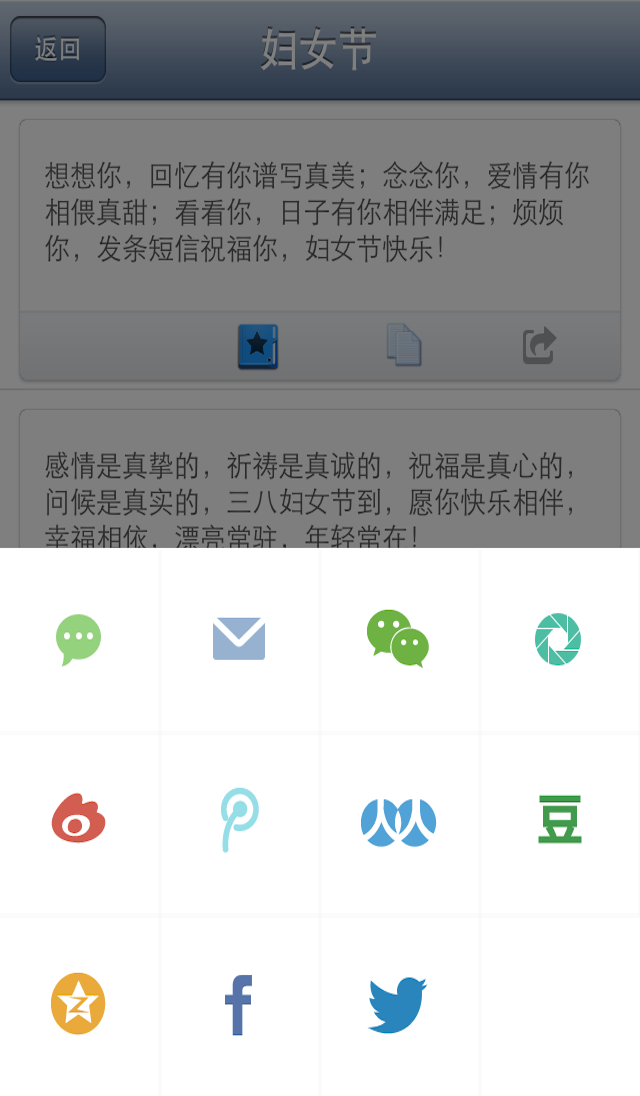 返回
妇女节
想想你，回忆有你谱写真美；念念你，爱情有你
相偎真甜；看看你，日子有你相伴满足；烦烦
你，发条短信祝福你，妇女节快乐！
感情是真挚的，祈祷是真诚的，祝福是真心的，
问候是真实的，三八妇女节到，愿你快乐相伴，
幸福相依，漂亮常驻，年轻常在！
豆